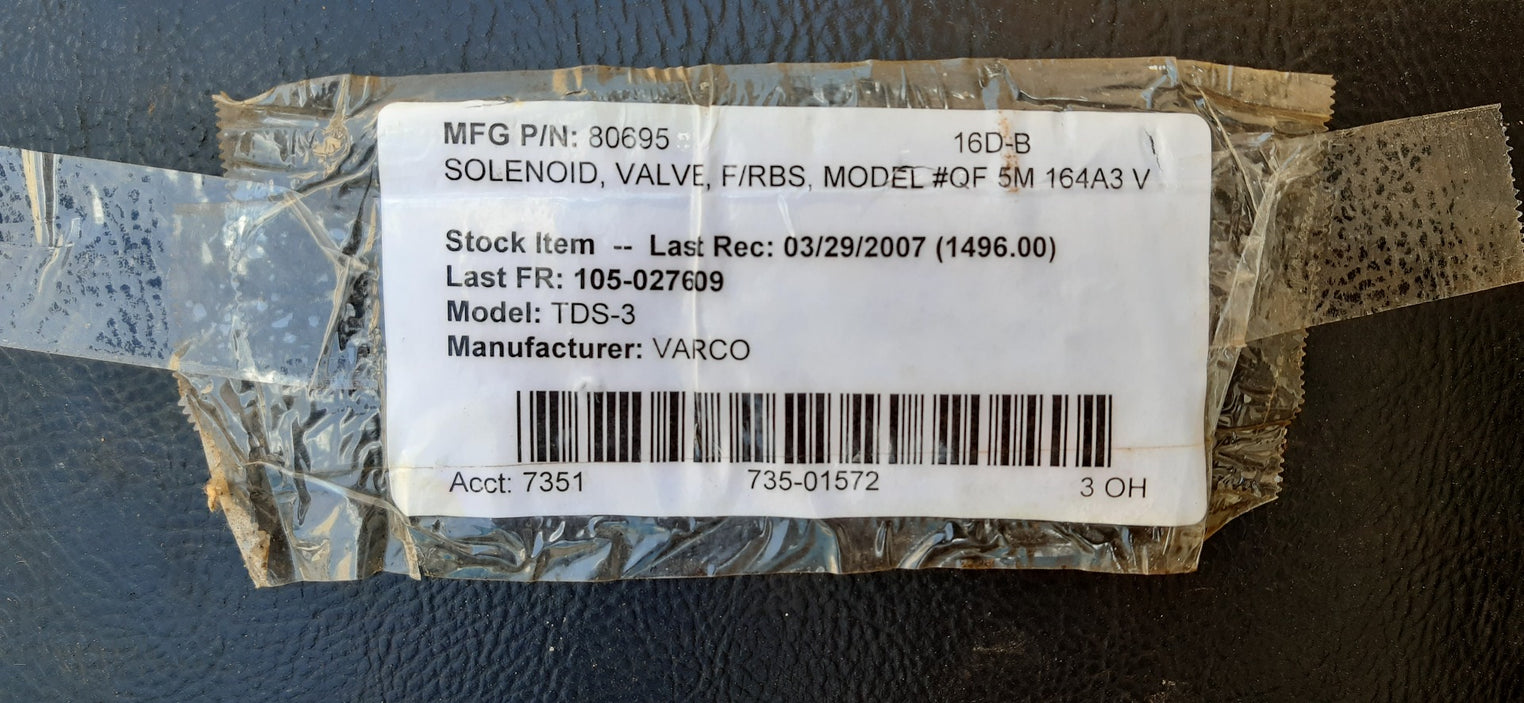 MFG P/N: 80695 16D-B
SOLENOID, VALVE, F/RBS, MODEL #QF 5M 164A3 V
Stock Item -- Last Rec: 03/29/2007 (1496.00)
Last FR: 105-027609
Model: TDS-3
Manufacturer: VARCO
Acct: 7351 735-01572 3 OH